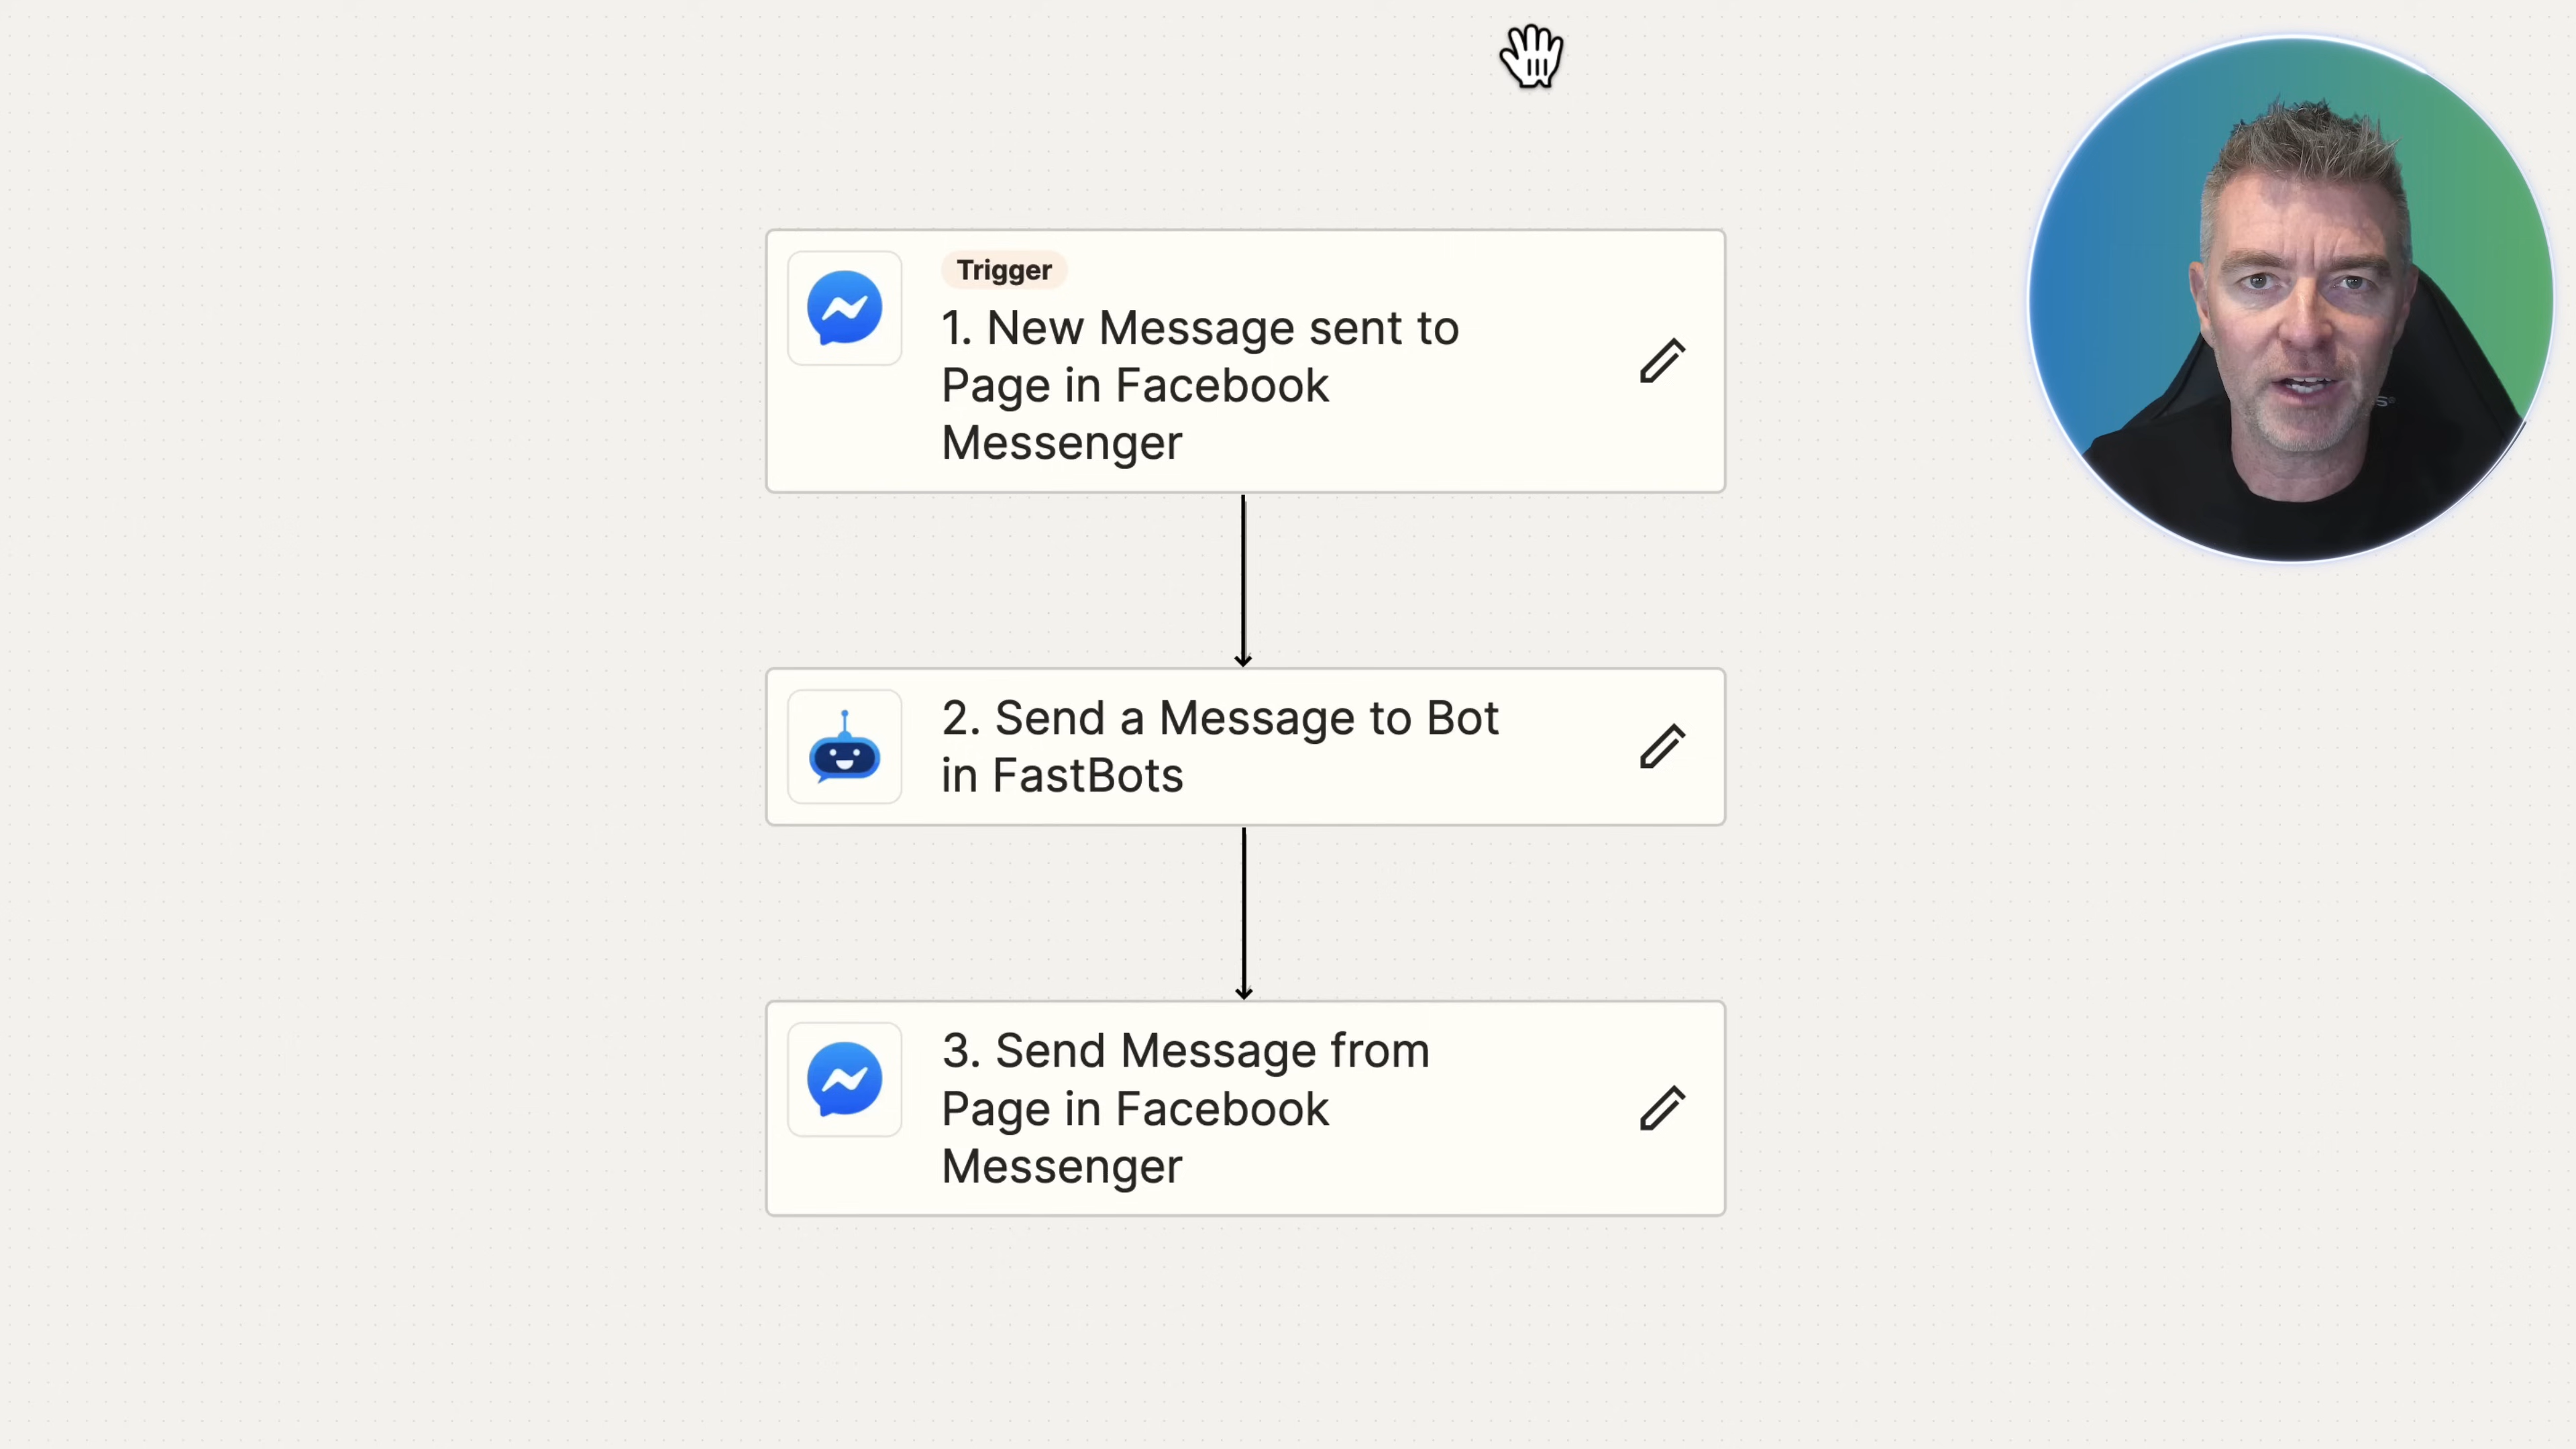 Trigger
1. New Message sent to
Page in Facebook
Messenger
2. Send a Message to Bot
in FastBots
3. Send Message from
Page in Facebook
Messenger